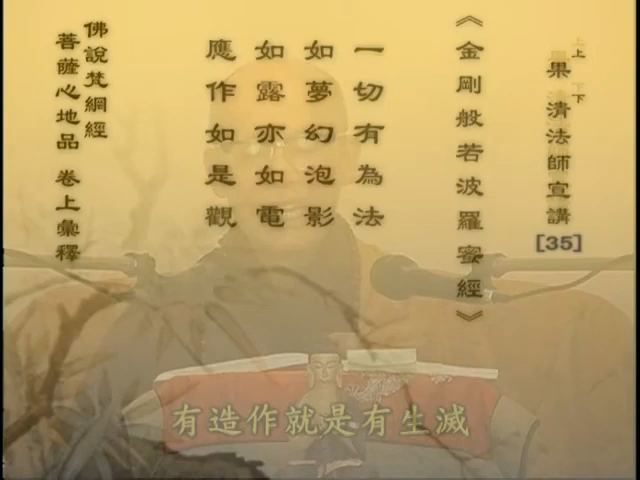 上果下清法師宣講
[35]
《金剛般若波羅蜜經》
一切有為法
如夢幻泡影
如露亦如電
應作如是觀
佛說梵網經
菩薩心地品 卷上彙釋
有造作就是有生滅